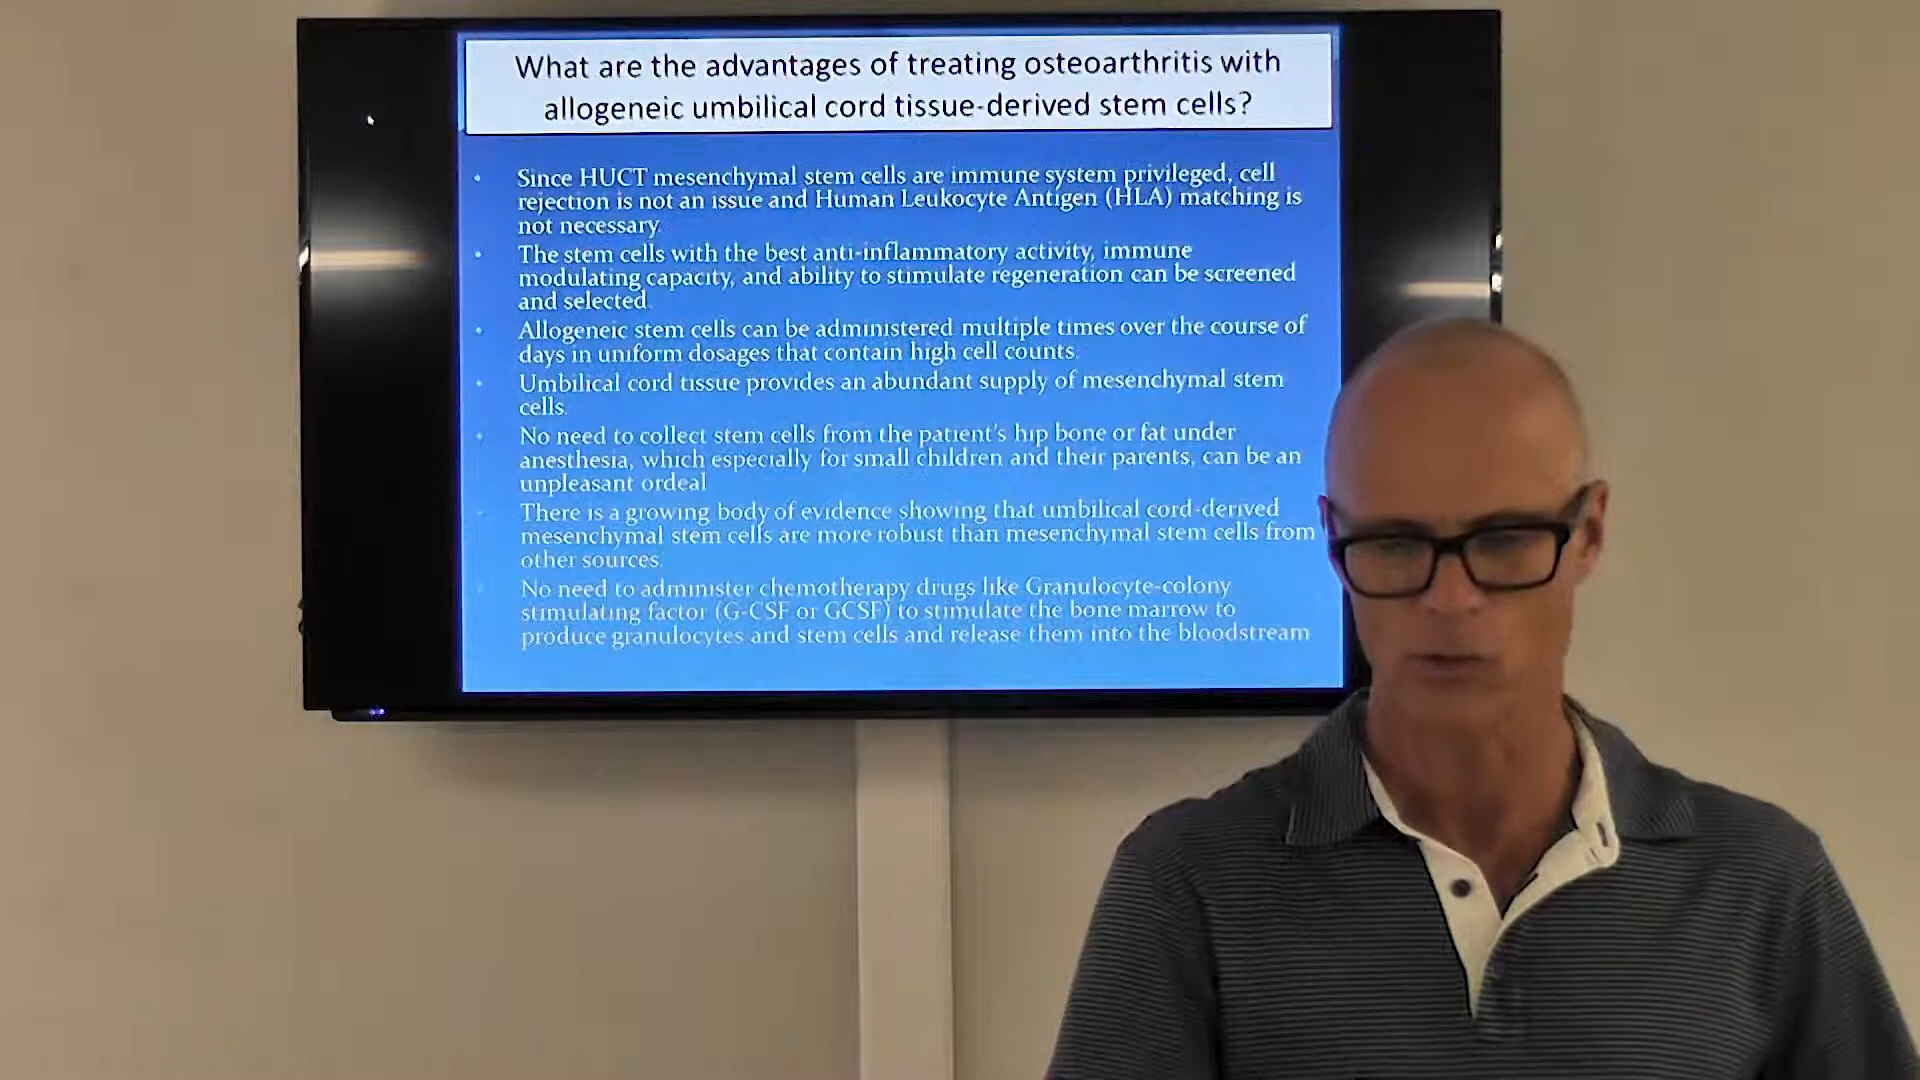 What are the advantages of treating osteoarthritis with
allogeneic umbilical cord tissue-derived stem cells?
• Since HUCT mesenchymal stem cells are immune system privileged, cell
rejection is not an issue and Human Leukocyte Antigen (HLA) matching is
not necessary.
• The stem cells with the best anti-inflammatory activity, immune
modulating capacity, and ability to stimulate regeneration can be screened
and selected.
• Allogeneic stem cells can be administered multiple times over the course of
days in uniform dosages that contain high cell counts.
• Umbilical cord tissue provides an abundant supply of mesenchymal stem
cells.
• No need to collect stem cells from the patient's hip bone or fat under
anesthesia, which especially for small children and their parents, can be an
unpleasant ordeal
• There is a growing body of evidence showing that umbilical cord-derived
mesenchymal stem cells are more robust than mesenchymal stem cells from
other sources.
• No need to administer chemotherapy drugs like Granulocyte-colony
stimulating factor (G-CSF or GCSF) to stimulate the bone marrow to
produce granulocytes and stem cells and release them into the bloodstream